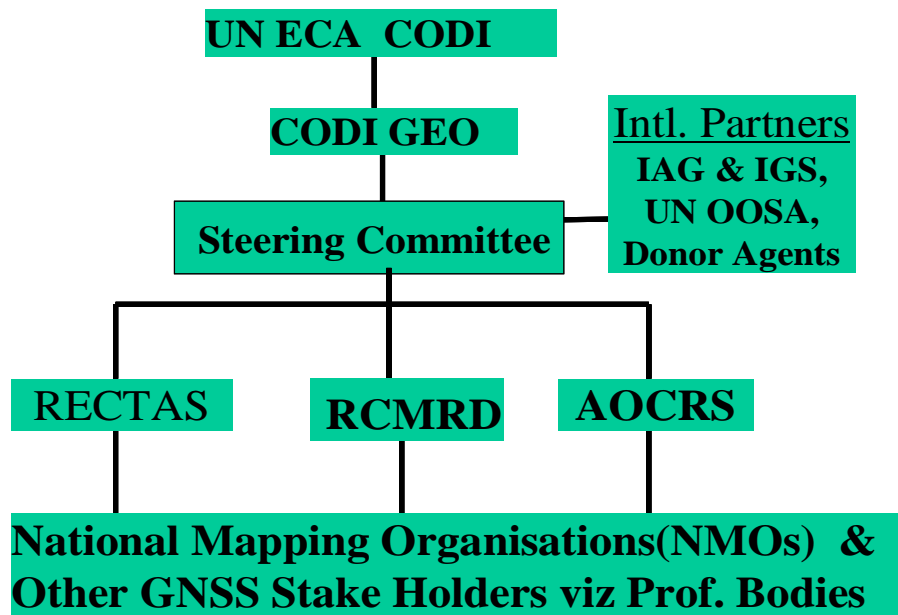 UN ECA CODI
CODI GEO
Intl. Partners
IAG & IGS,
UN OOSA,
Donor Agents
Steering Committee
RECTAS
RCMRD
AOCRS
National Mapping Organisations(NMOs) &
Other GNSS Stake Holders viz Prof. Bodies